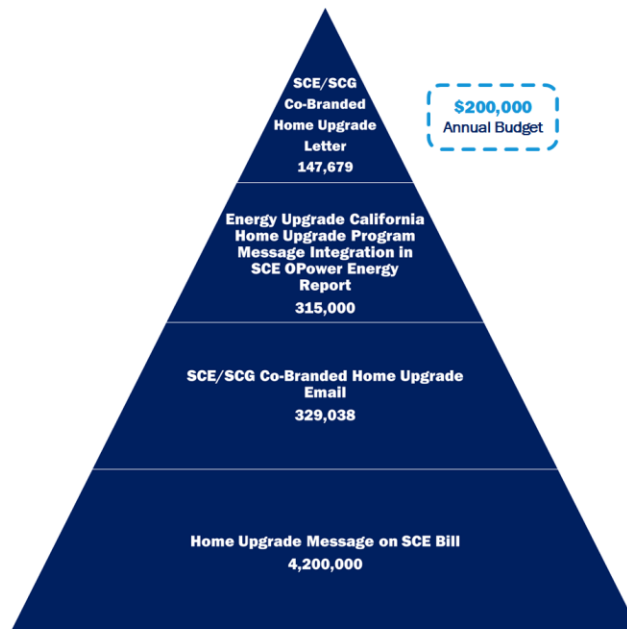 SCE/SCG
Co-Branded
Home Upgrade
Letter
147,679
$200,000
Annual Budget
Energy Upgrade California
Home Upgrade Program
Message Integration in
SCE OPower Energy
Report
315,000
SCE/SCG Co-Branded Home Upgrade
Email
329,038
Home Upgrade Message on SCE Bill
4,200,000